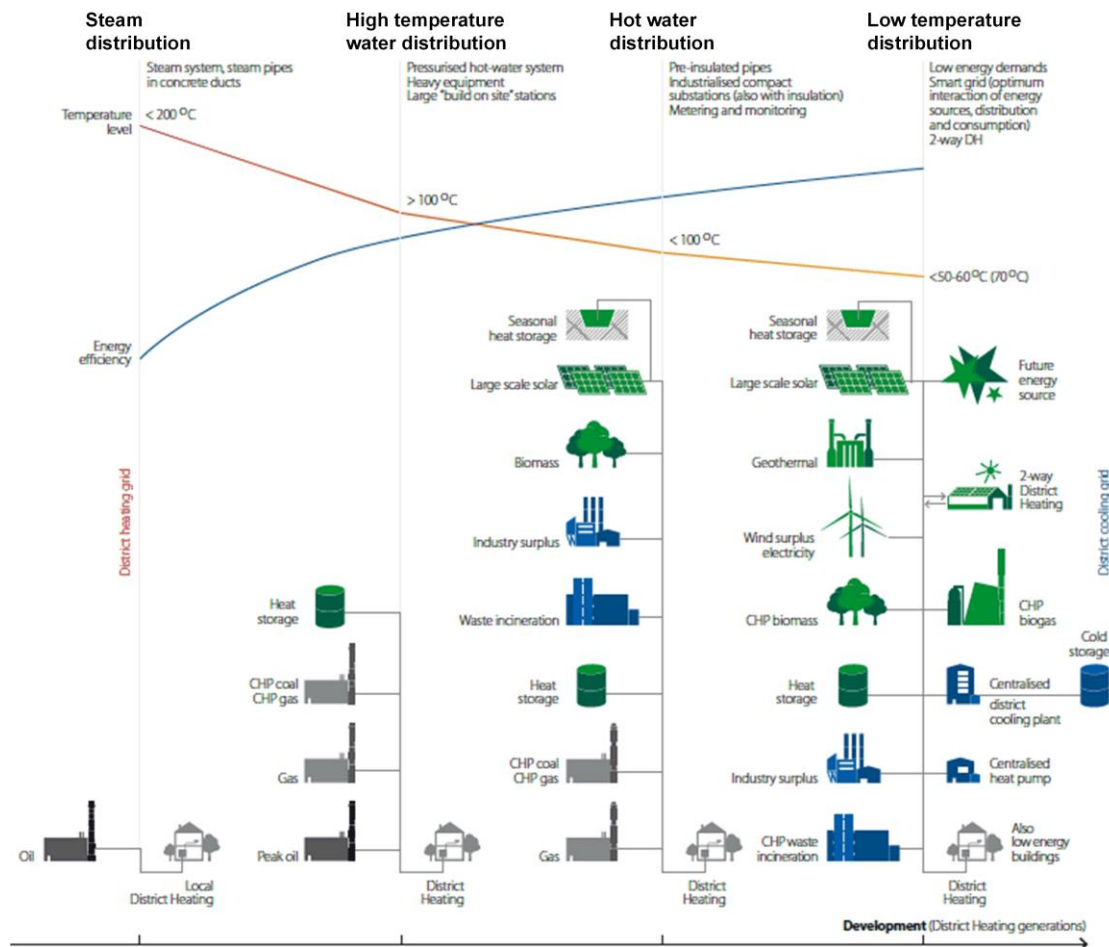 Steam
distribution
High temperature
water distribution
Hot water
distribution
Low temperature
distribution
Steam system, steam pipes
in concrete ducts
Pressurised hot-water system
Heavy equipment
Large "build on site" stations
Pre-insulated pipes
Industrialised compact
substations (also with insulation)
Metering and monitoring
Low energy demands
Smart grid (optimum
interaction of energy
sources, distribution
and consumption)
2-way DH
Temperature
level
< 200 °C
> 100 °C
< 100 °C
<50-60 °C (70°C)
Energy
efficiency
District heating grid
Oil
Local
District Heating
Heat
storage
CHP coal
CHP gas
Gas
Peak oil
District
Heating
Seasonal
heat storage
Large scale solar
Biomass
Industry surplus
Waste incineration
Heat
storage
CHP coal
CHP gas
Gas
District
Heating
Seasonal
heat storage
Large scale solar
Geothermal
Wind surplus
electricity
CHP biomass
Heat
storage
Industry surplus
CHP waste
incineration
Future
energy
source
2-way
District
Heating
CHP
biogas
Cold
storage
Centralised
district
cooling plant
Centralised
heat pump
Also
low energy
buildings
District
Heating
District cooling grid
Development (District Heating generations)